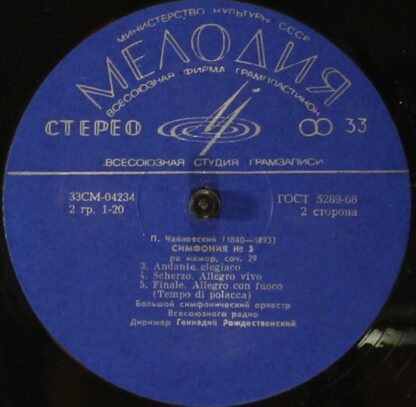 МИНИСТЕРСТВО КУЛЬТУРЫ СССР
МЕЛОДИЯ
ВСЕСОЮЗНАЯ ФИРМА ГРАМПЛАСТИНОК
СТЕРЕО
33
ВСЕСОЮЗНАЯ СТУДИЯ ГРАМЗАПИСИ
33СМ-04234 ГОСТ 5289-68
2 гр. 1-20 2 сторона
П. Чайковский (1840—1893)
СИМФОНИЯ № 3
ре мажор, соч. 29
3. Andante elegiaco
4. Scherzo. Allegro vivo
5. Finale. Allegro con fuoco
(Tempo di polacca)
Большой симфонический оркестр
Всесоюзного радио
Дирижер Геннадий Рождественский